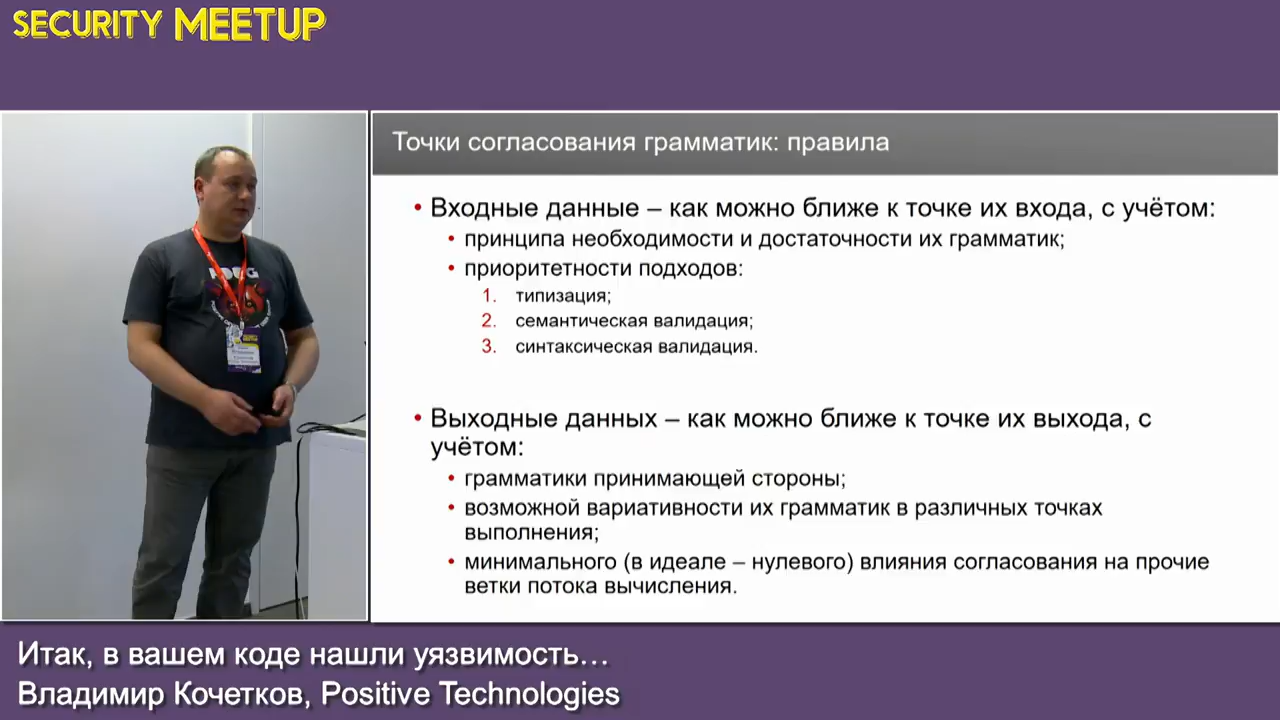 SECURITY MEETUP
Точки согласования грамматик: правила
• Входные данные – как можно ближе к точке их входа, с учётом:
• принципа необходимости и достаточности их грамматик;
• приоритетности подходов:
1. типизация;
2. семантическая валидация;
3. синтаксическая валидация.
• Выходные данных – как можно ближе к точке их выхода, с
учётом:
• грамматики принимающей стороны;
• возможной вариативности их грамматик в различных точках
выполнения;
• минимального (в идеале – нулевого) влияния согласования на прочие
ветки потока вычисления.
Итак, в вашем коде нашли уязвимость...
Владимир Кочетков, Positive Technologies